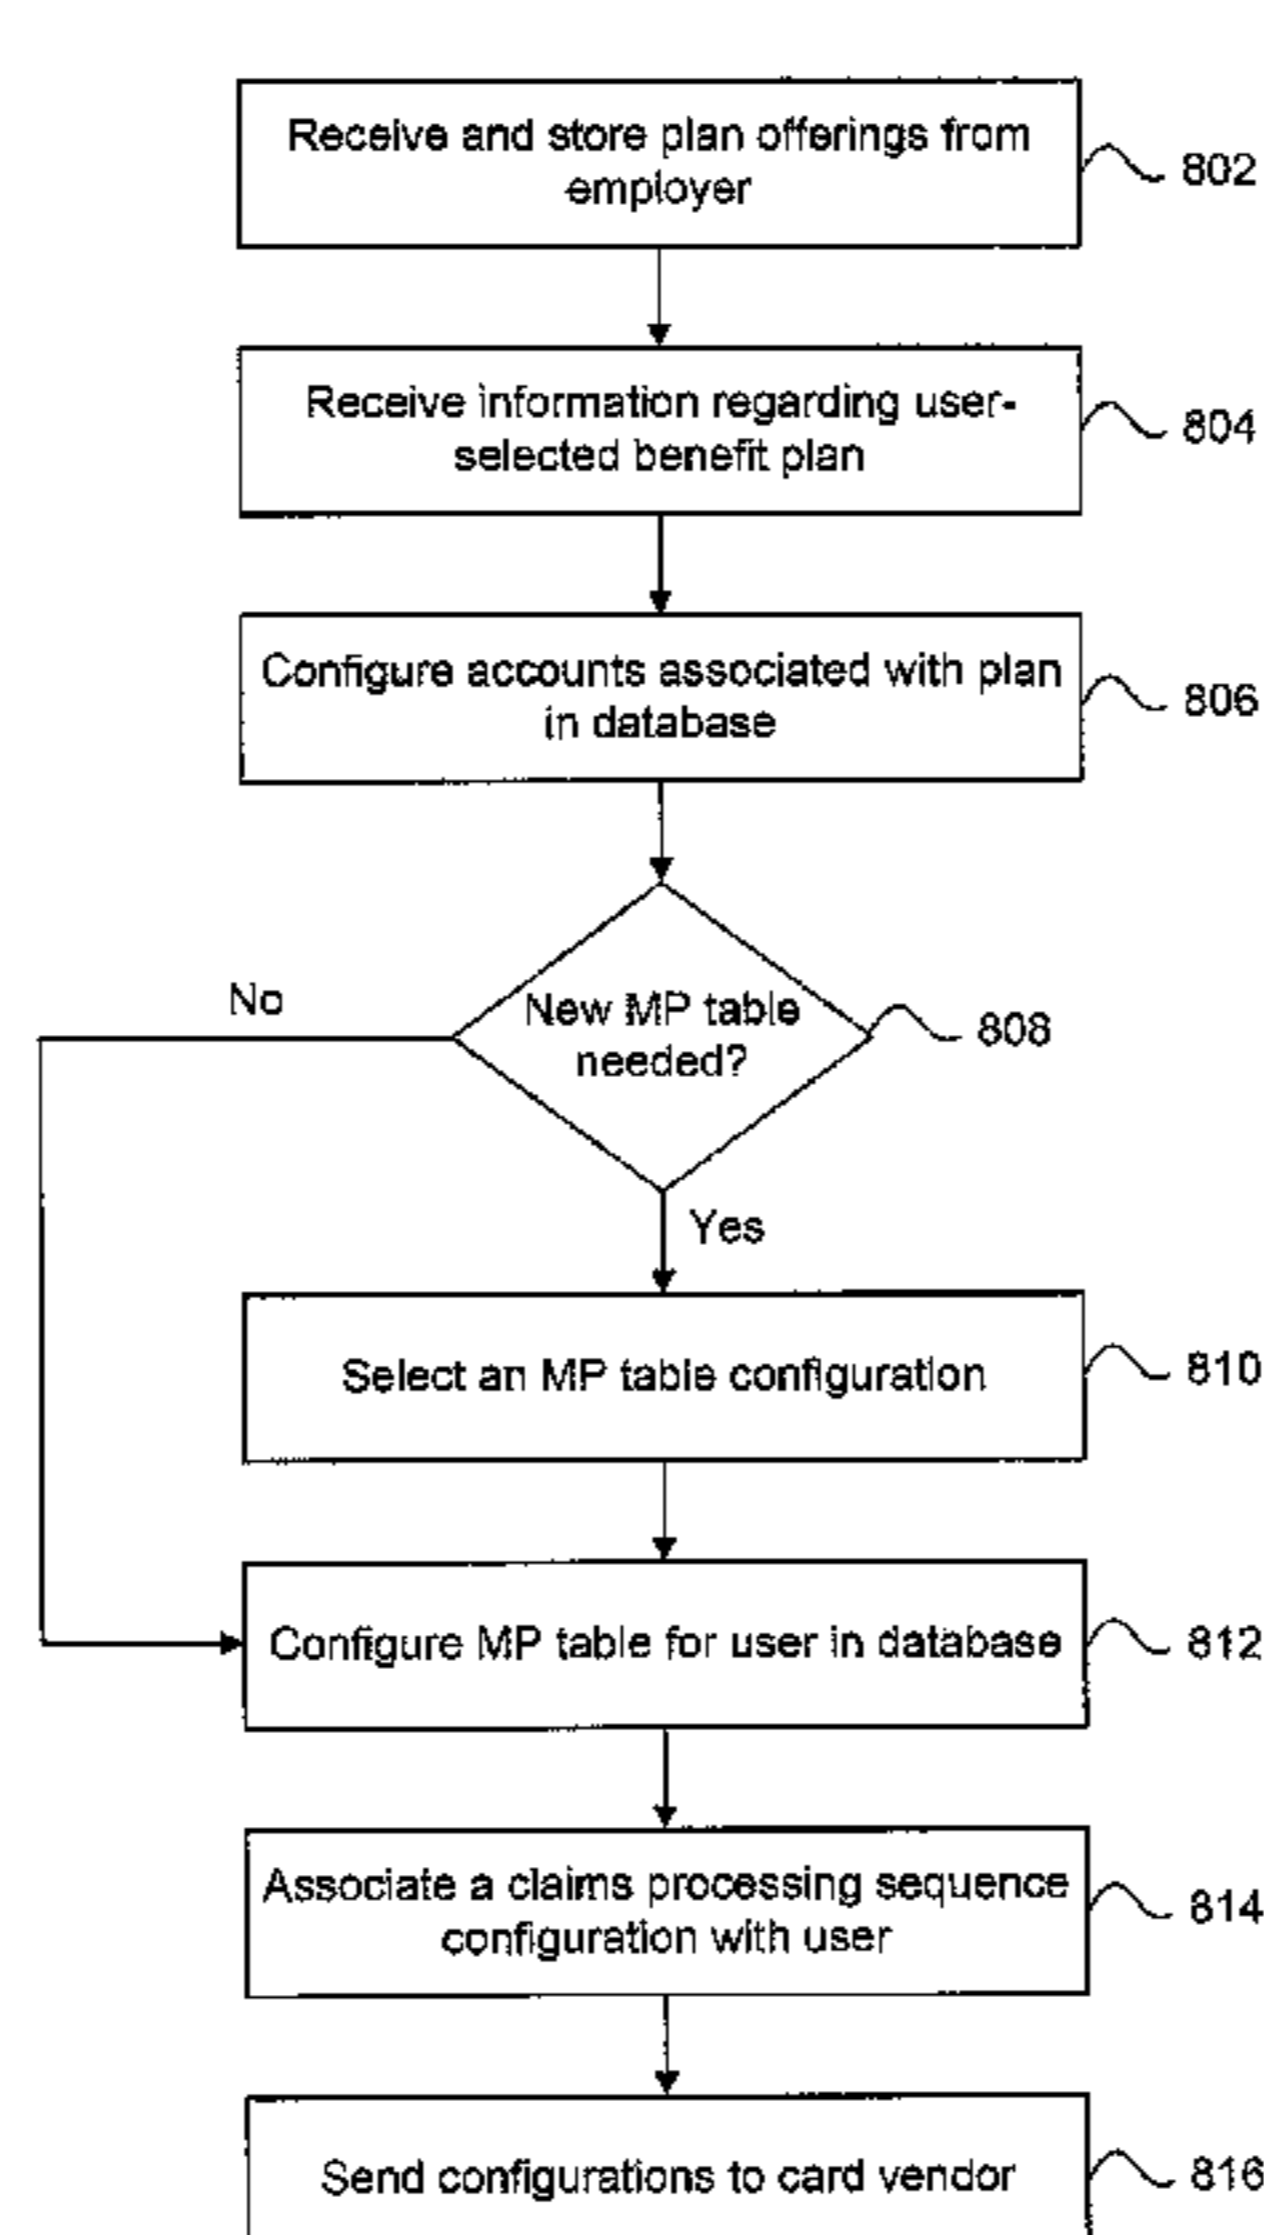 Receive and store plan offerings from
employer
802
Receive information regarding user-
selected benefit plan
804
Configure accounts associated with plan
in database
806
No
New MP table
needed?
808
Yes
Select an MP table configuration
810
Configure MP table for user in database
812
Associate a claims processing sequence
configuration with user
814
Send configurations to card vendor
816